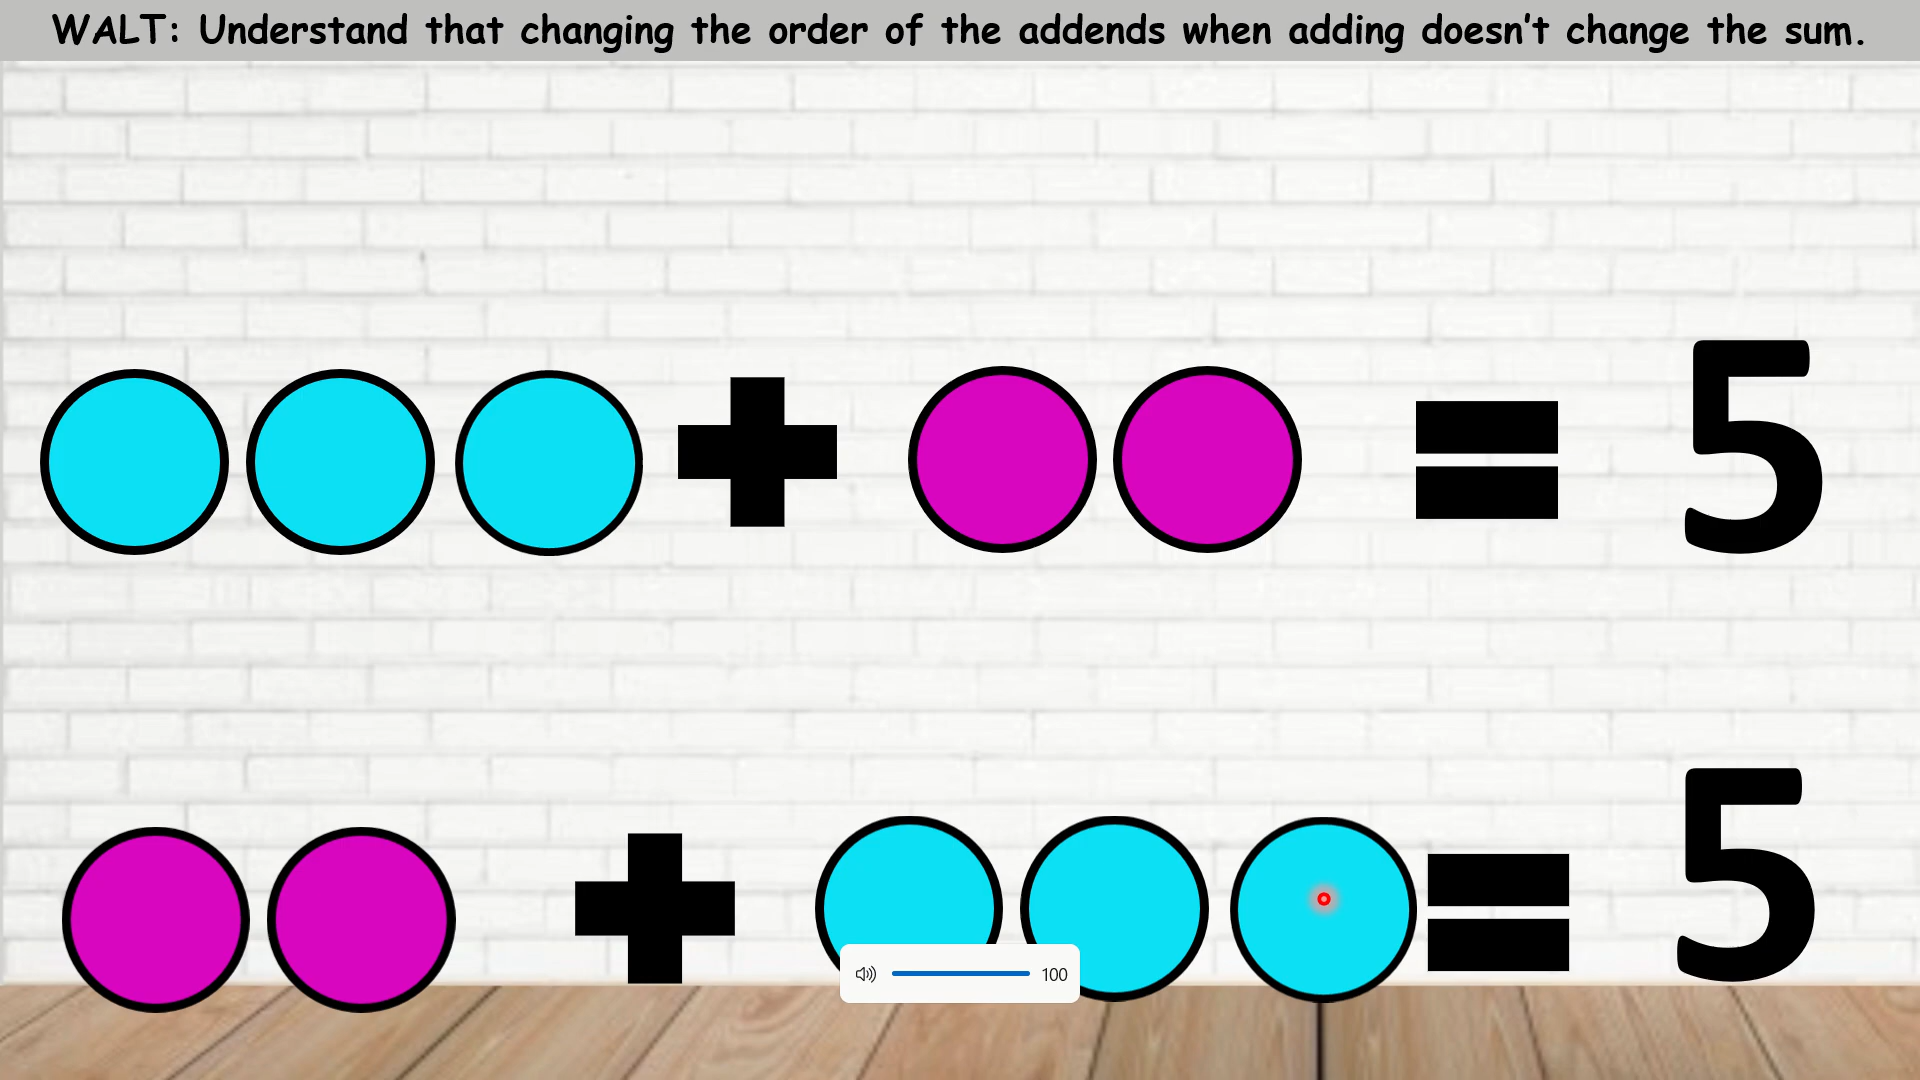 WALT: Understand that changing the order of the addends when adding doesn't change the sum.
+ = 5
+ = 5
100